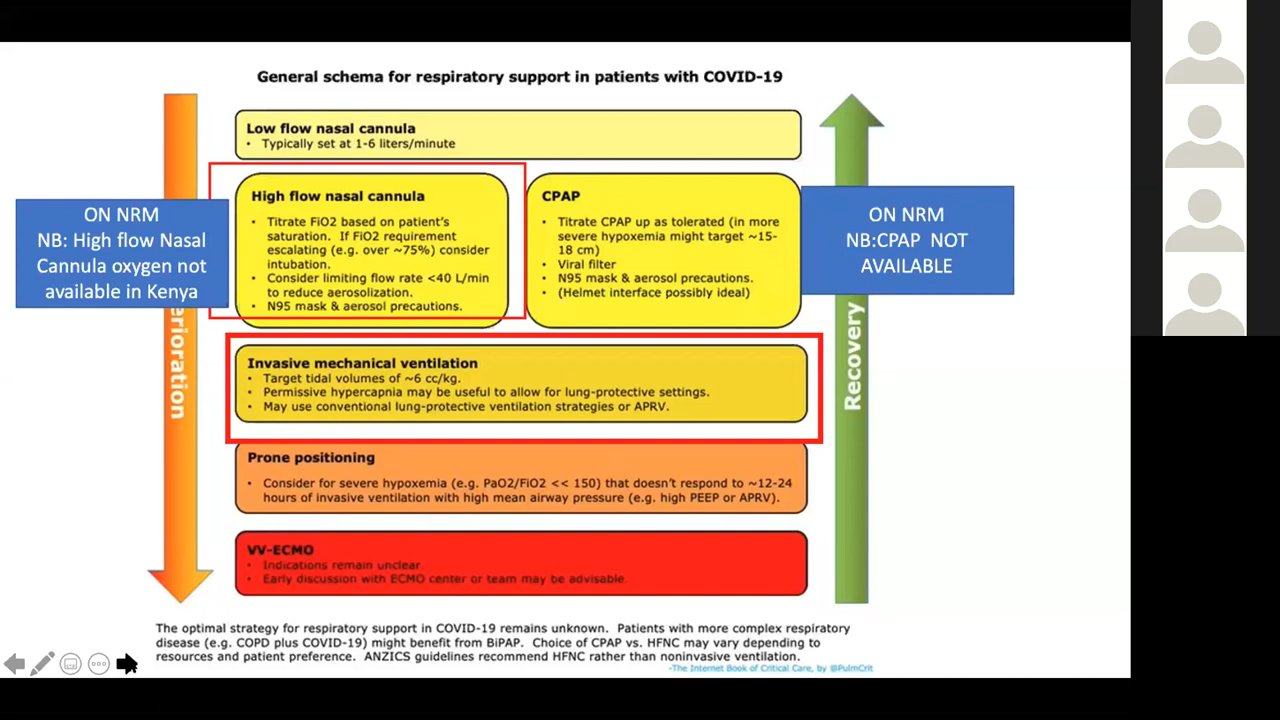 General schema for respiratory support in patients with COVID-19
Low flow nasal cannula
• Typically set at 1-6 liters/minute
High flow nasal cannula
• Titrate FiO2 based on patient's
saturation. If FiO2 requirement
escalating (e.g. over ~75%) consider
intubation.
• Consider limiting flow rate <40 L/min
to reduce aerosolization.
• N95 mask & aerosol precautions.
CPAP
• Titrate CPAP up as tolerated (in more
severe hypoxemia might target ~15-
18 cm)
• Viral filter
• N95 mask & aerosol precautions.
• (Helmet interface possibly ideal)
ON NRM
NB: High flow Nasal
Cannula oxygen not
available in Kenya
ON NRM
NB:CPAP NOT
AVAILABLE
erioration
Recovery
Invasive mechanical ventilation
• Target tidal volumes of ~6 cc/kg.
• Permissive hypercapnia may be useful to allow for lung-protective settings.
• May use conventional lung-protective ventilation strategies or APRV.
Prone positioning
• Consider for severe hypoxemia (e.g. PaO2/FiO2 << 150) that doesn't respond to ~12-24
hours of invasive ventilation with high mean airway pressure (e.g. high PEEP or APRV).
VV-ECMO
• Indications remain unclear.
• Early discussion with ECMO center or team may be advisable.
The optimal strategy for respiratory support in COVID-19 remains unknown. Patients with more complex respiratory
disease (e.g. COPD plus COVID-19) might benefit from BiPAP. Choice of CPAP vs. HFNC may vary depending to
resources and patient preference. ANZICS guidelines recommend HFNC rather than noninvasive ventilation.
-The Internet Book of Critical Care, by @PulmCrit